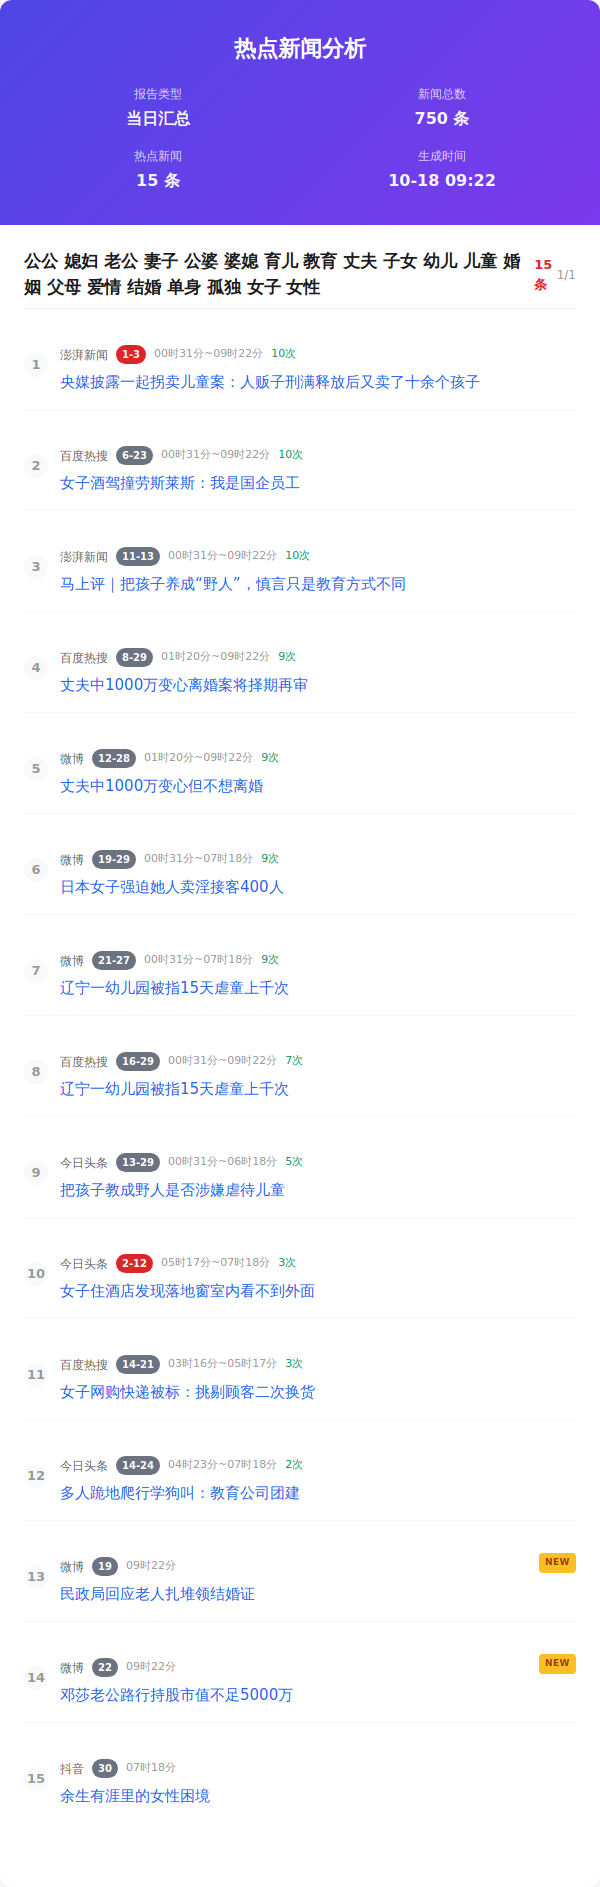 热点新闻分析
报告类型
当日汇总
新闻总数
750 条
热点新闻
15 条
生成时间
10-18 09:22
公公 媳妇 老公 妻子 公婆 婆媳 育儿 教育 丈夫 子女 幼儿 儿童 婚
姻 父母 爱情 结婚 单身 孤独 女子 女性
15
条
1/1
1
澎湃新闻 1-3 00时31分~09时22分 10次
央媒披露一起拐卖儿童案：人贩子刑满释放后又卖了十余个孩子
2
百度热搜 6-23 00时31分~09时22分 10次
女子酒驾撞劳斯莱斯：我是国企员工
3
澎湃新闻 11-13 00时31分~09时22分 10次
马上评｜把孩子养成“野人”，慎言只是教育方式不同
4
百度热搜 8-29 01时20分~09时22分 9次
丈夫中1000万变心离婚案将择期再审
5
微博 12-28 01时20分~09时22分 9次
丈夫中1000万变心但不想离婚
6
微博 19-29 00时31分~07时18分 9次
日本女子强迫她人卖淫接客400人
7
微博 21-27 00时31分~07时18分 9次
辽宁一幼儿园被指15天虐童上千次
8
百度热搜 16-29 00时31分~09时22分 7次
辽宁一幼儿园被指15天虐童上千次
9
今日头条 13-29 00时31分~06时18分 5次
把孩子教成野人是否涉嫌虐待儿童
10
今日头条 2-12 05时17分~07时18分 3次
女子住酒店发现落地窗室内看不到外面
11
百度热搜 14-21 03时16分~05时17分 3次
女子网购快递被标：挑剔顾客二次换货
12
今日头条 14-24 04时23分~07时18分 2次
多人跪地爬行学狗叫：教育公司团建
13
微博 19 09时22分
NEW
民政局回应老人扎堆领结婚证
14
微博 22 09时22分
NEW
邓莎老公路行持股市值不足5000万
15
抖音 30 07时18分
余生有涯里的女性困境